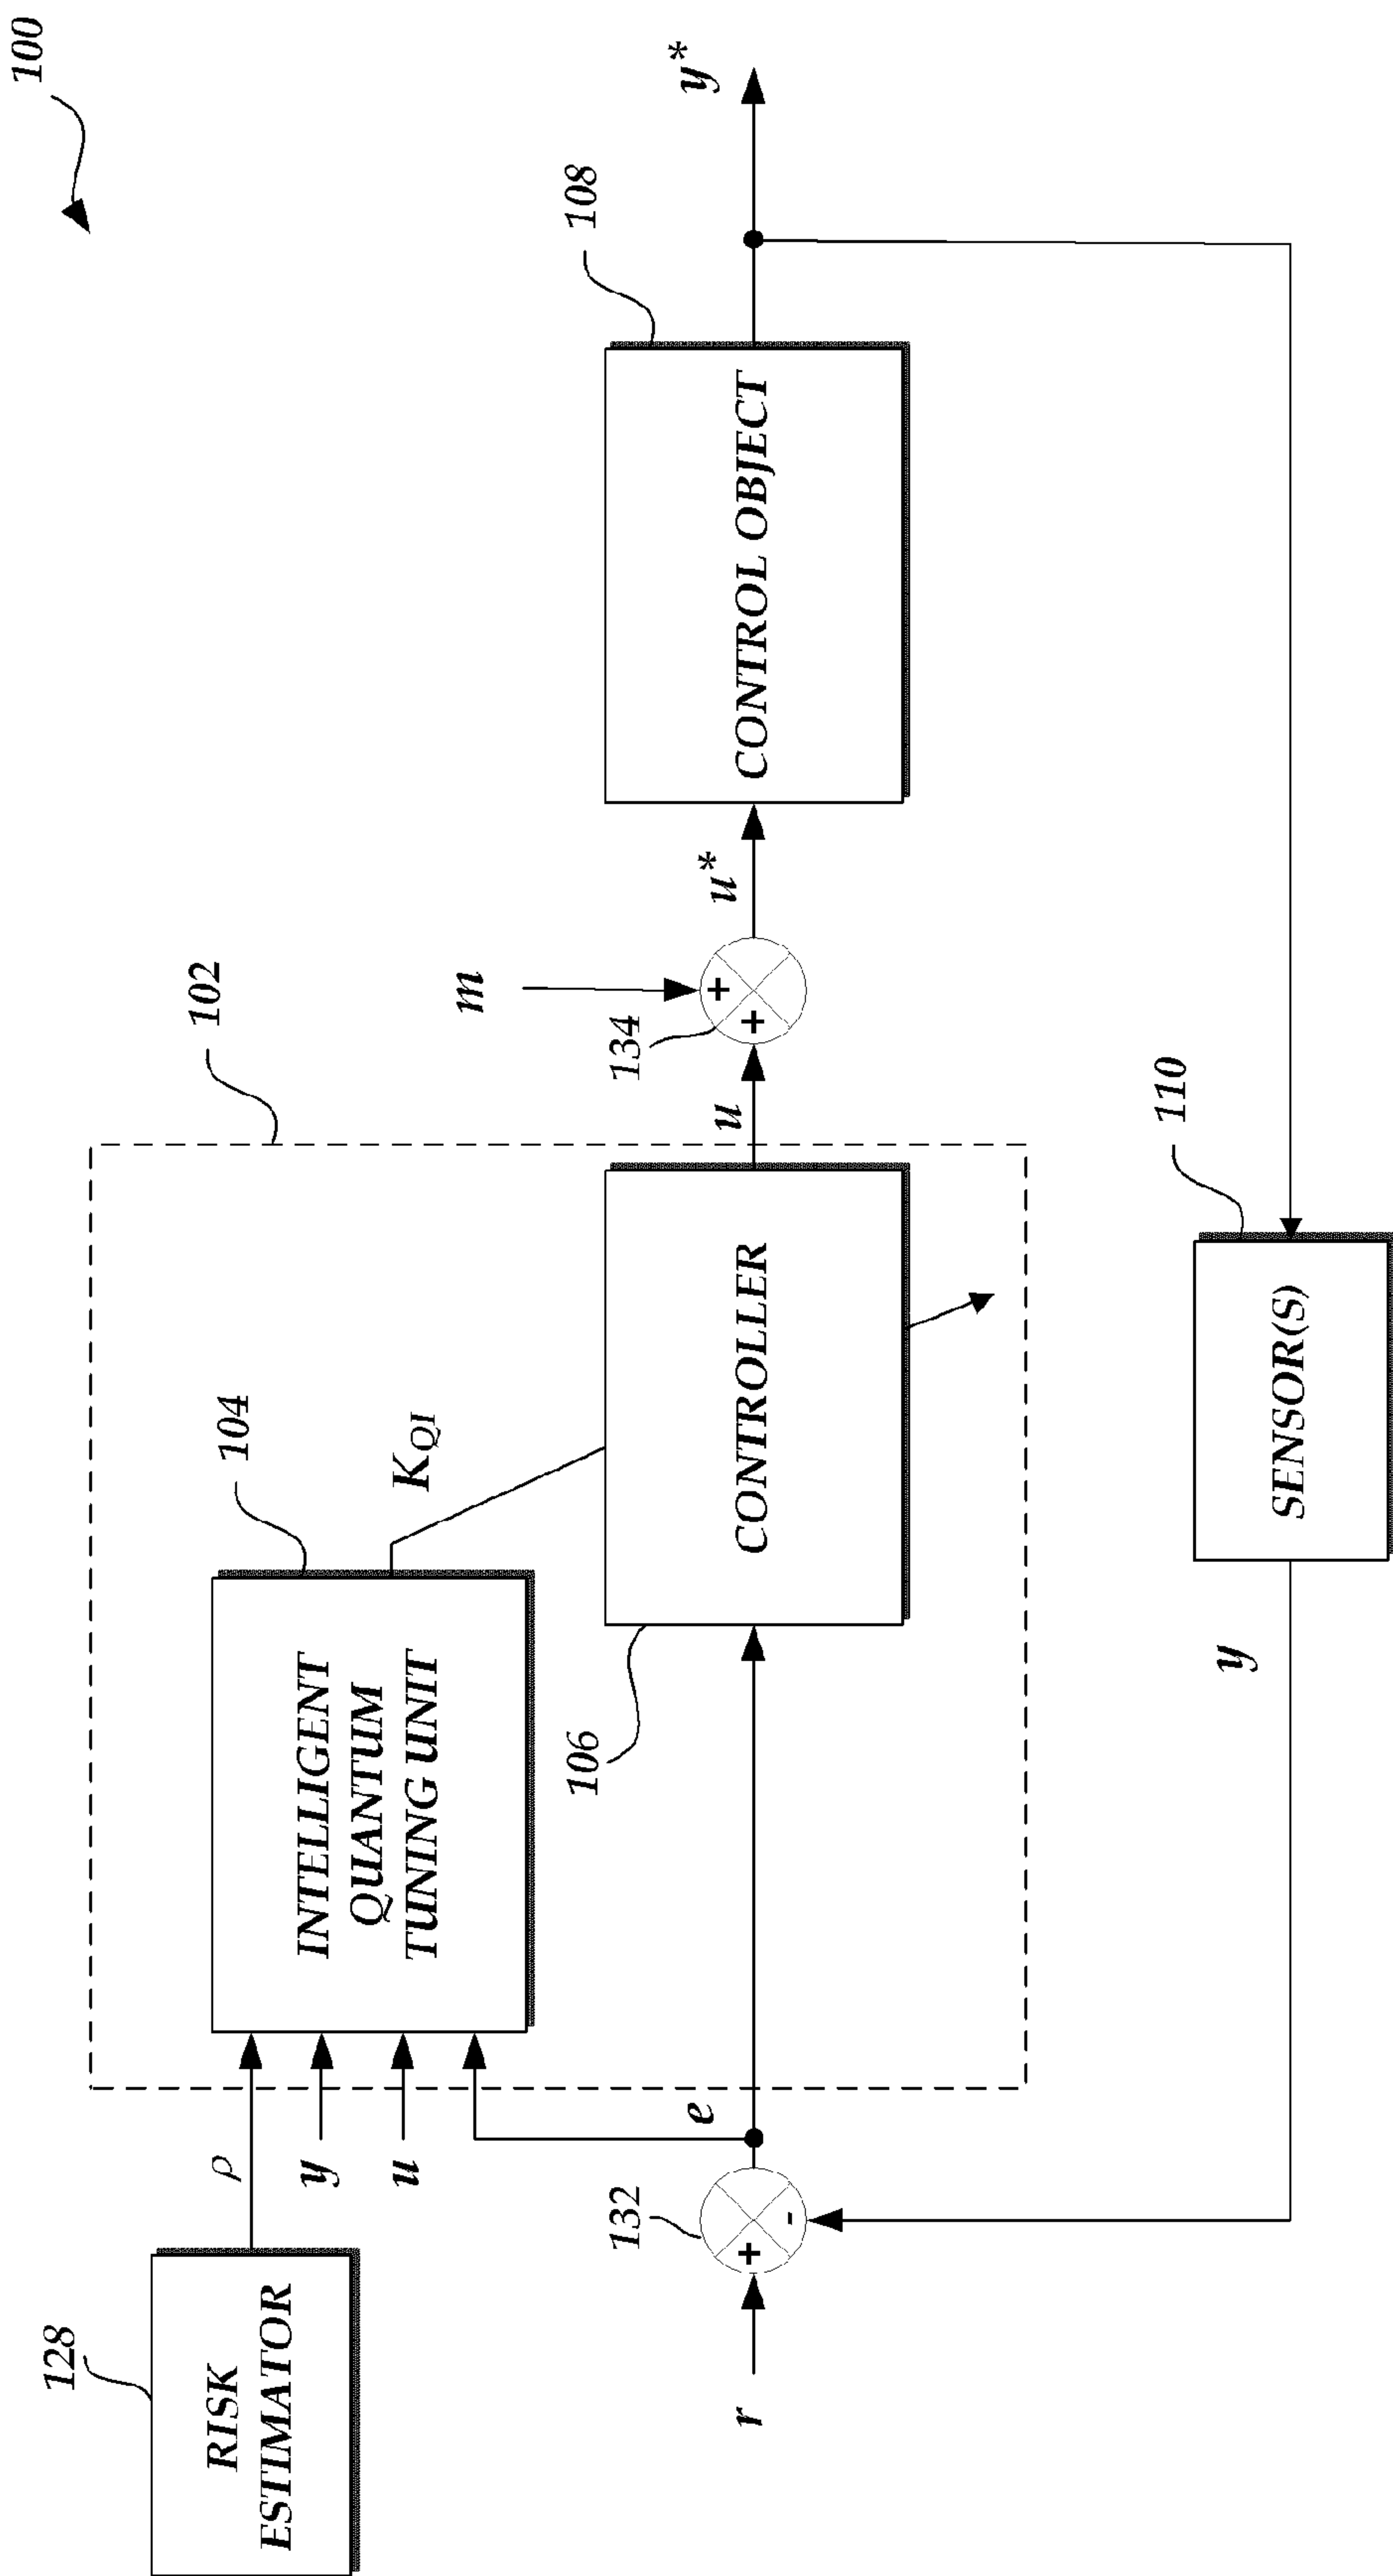 100
128
RISK
ESTIMATOR
ρ
y
u
102
104
INTELLIGENT
QUANTUM
TUNING UNIT
K_QI
r
132
+
-
e
106
CONTROLLER
u
134
m
+
+
u*
108
CONTROL OBJECT
y*
y
110
SENSOR(S)